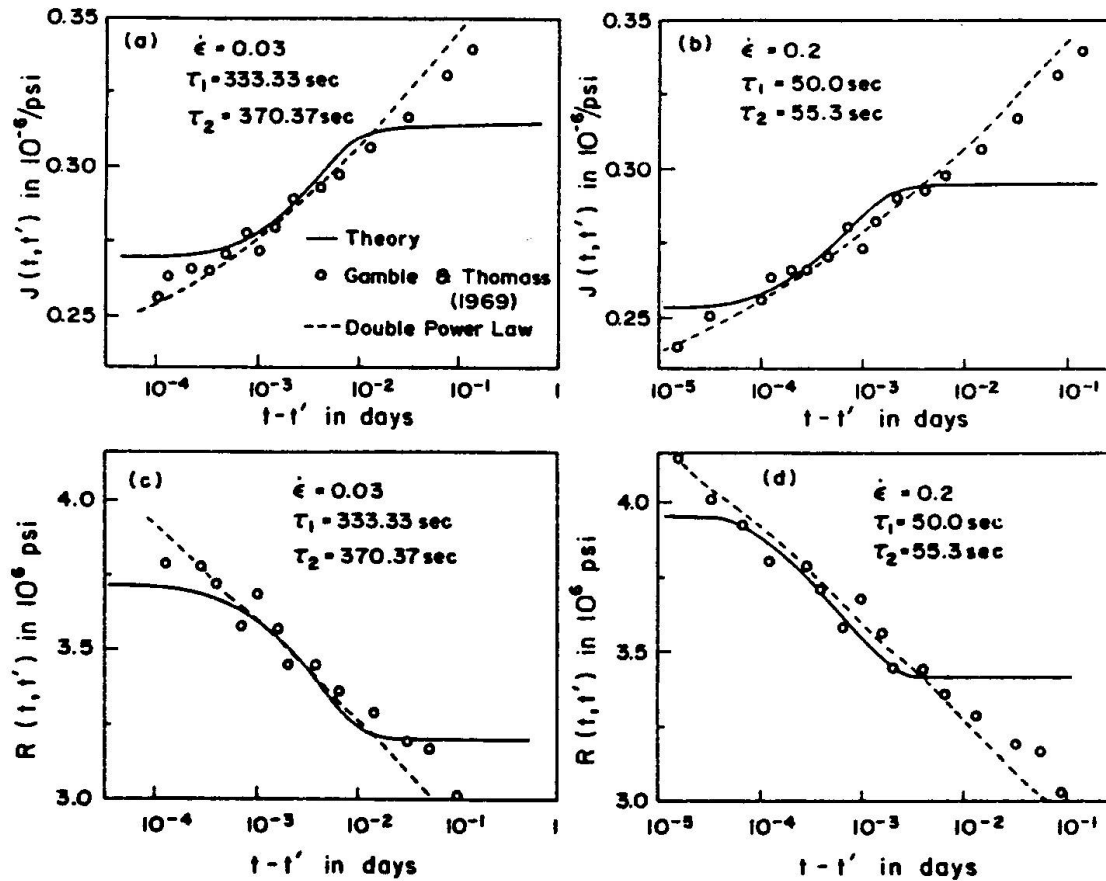 0.35
(a)
ε̇ = 0.03
τ1 = 333.33 sec
τ2 = 370.37 sec
0.30
0.25
J (t, t') in 10^-6/psi
Theory
Gamble & Thomass
(1969)
Double Power Law
10^-4 10^-3 10^-2 10^-1 1
t-t' in days
0.35
(b)
ε̇ = 0.2
τ1 = 50.0 sec
τ2 = 55.3 sec
0.30
0.25
J (t, t') in 10^-6/psi
10^-5 10^-4 10^-3 10^-2 10^-1
t-t' in days
(c)
ε̇ = 0.03
τ1 = 333.33 sec
τ2 = 370.37 sec
4.0
3.5
3.0
R (t, t') in 10^6 psi
10^-4 10^-3 10^-2 10^-1 1
t-t' in days
(d)
ε̇ = 0.2
τ1 = 50.0 sec
τ2 = 55.3 sec
4.0
3.5
3.0
R (t, t') in 10^6 psi
10^-5 10^-4 10^-3 10^-2 10^-1
t-t' in days